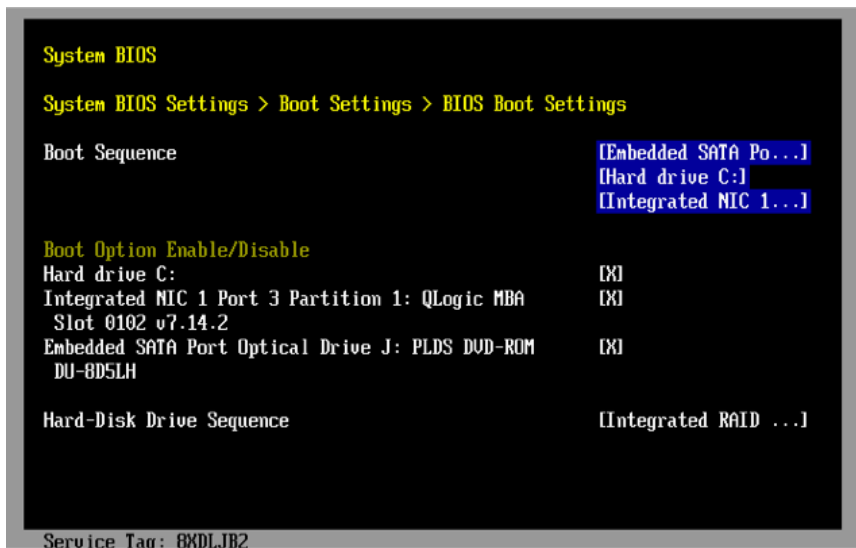 System BIOS
System BIOS Settings > Boot Settings > BIOS Boot Settings
Boot Sequence [Embedded SATA Po...]
[Hard drive C:]
[Integrated NIC 1...]
Boot Option Enable/Disable
Hard drive C: [X]
Integrated NIC 1 Port 3 Partition 1: QLogic MBA [X]
Slot 0102 v7.14.2
Embedded SATA Port Optical Drive J: PLDS DVD-ROM [X]
DU-8D5LH
Hard-Disk Drive Sequence [Integrated RAID ...]
Service Tag: 8XDLJB2